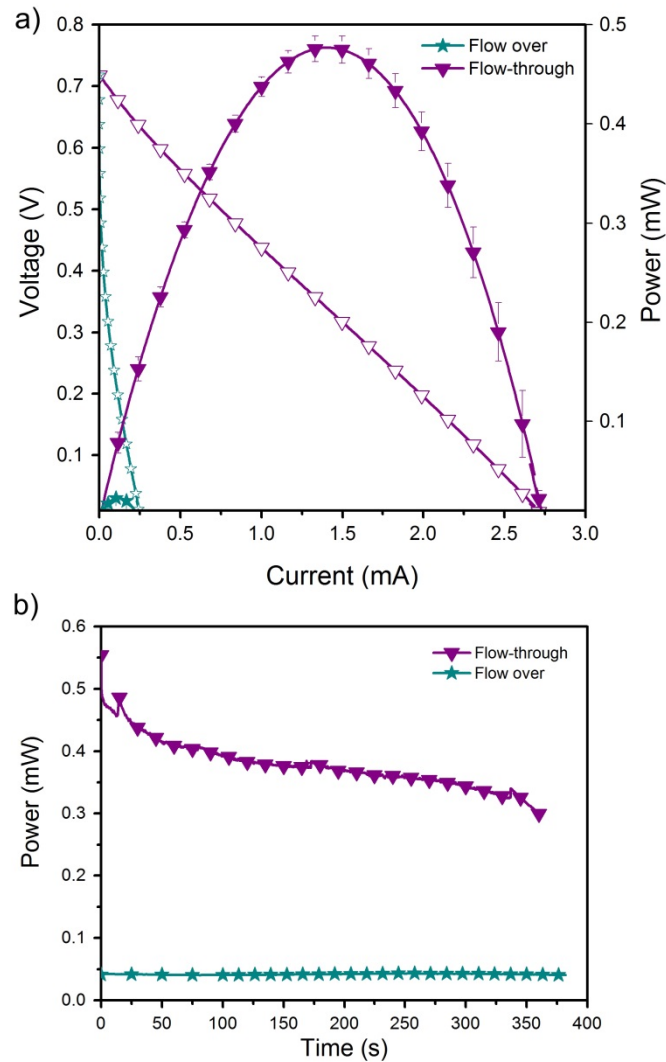 a)
0.8
0.7
0.6
0.5
0.4
0.3
0.2
0.1
Voltage (V)
0.5
0.4
0.3
0.2
0.1
Power (mW)
Flow over
Flow-through
0.0 0.5 1.0 1.5 2.0 2.5 3.0
Current (mA)
b)
0.6
0.5
0.4
0.3
0.2
0.1
0.0
Power (mW)
Flow-through
Flow over
0 50 100 150 200 250 300 350 400
Time (s)